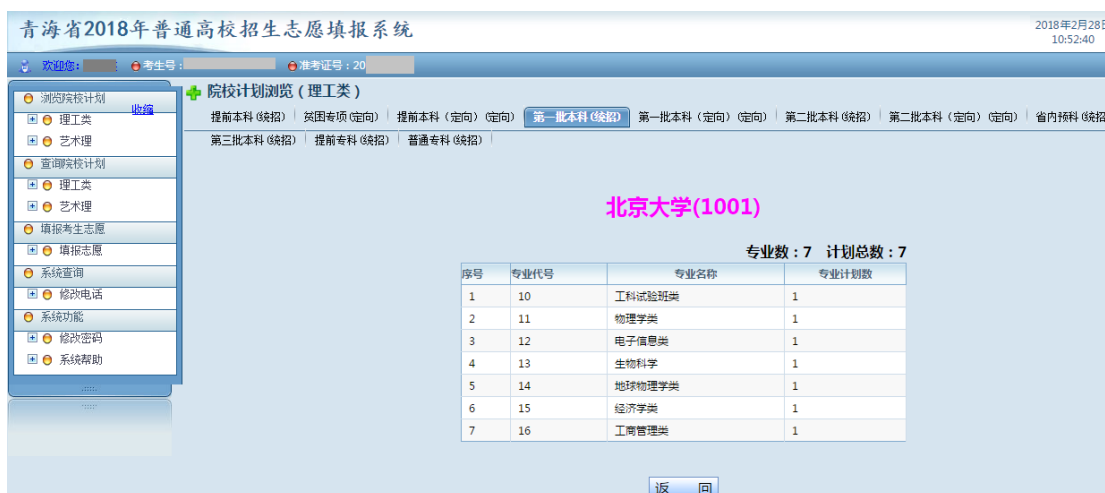 青海省2018年普通高校招生志愿填报系统
2018年2月28日
10:52:40
欢迎您: 考生号: 准考证号:20
浏览院校计划
收缩
理工类
艺术理
查询院校计划
理工类
艺术理
填报考生志愿
填报志愿
系统查询
修改电话
系统功能
修改密码
系统帮助
院校计划浏览(理工类)
提前本科(统招) 贫困专项(定向) 提前本科(定向)(定向) 第一批本科(统招) 第一批本科(定向)(定向) 第二批本科(统招) 第二批本科(定向)(定向) 省内预科(统招
第三批本科(统招) 提前专科(统招) 普通专科(统招)
北京大学(1001)
专业数:7 计划总数:7
序号 专业代号 专业名称 专业计划数
1 10 工科试验班类 1
2 11 物理学类 1
3 12 电子信息类 1
4 13 生物科学 1
5 14 地球物理学类 1
6 15 经济学类 1
7 16 工商管理类 1
返 回